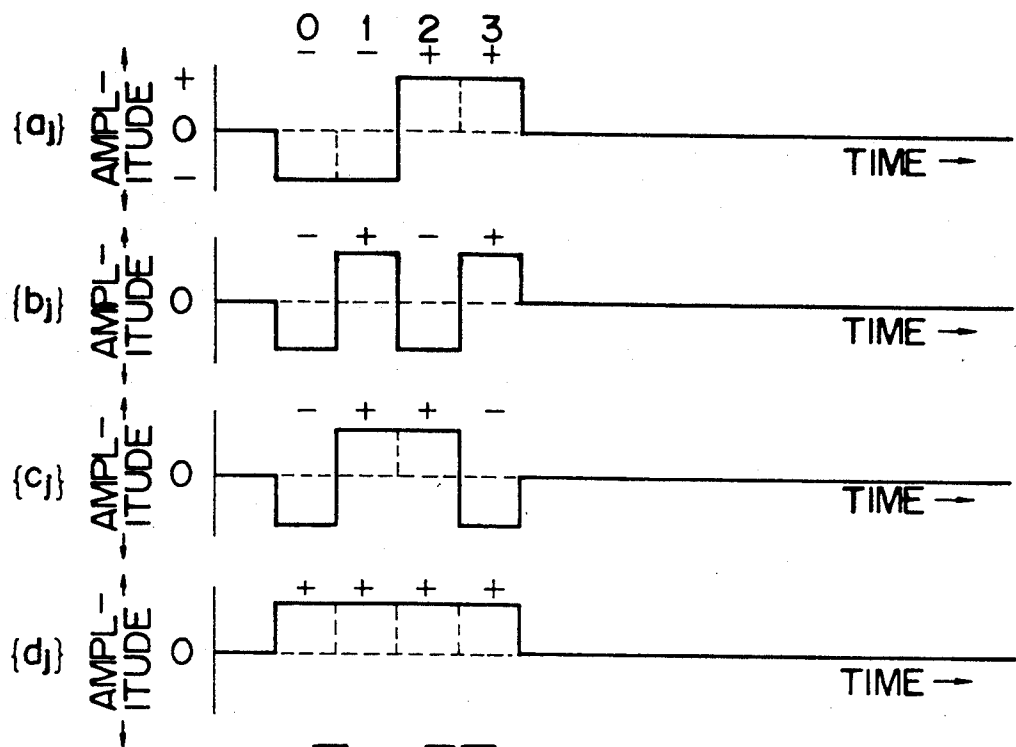 0 1 2 3
− − + +
{aj} AMPL-ITUDE + 0 −
TIME →
− + − +
{bj} AMPL-ITUDE 0
TIME →
− + + −
{cj} AMPL-ITUDE 0
TIME →
+ + + +
{dj} AMPL-ITUDE 0
TIME →